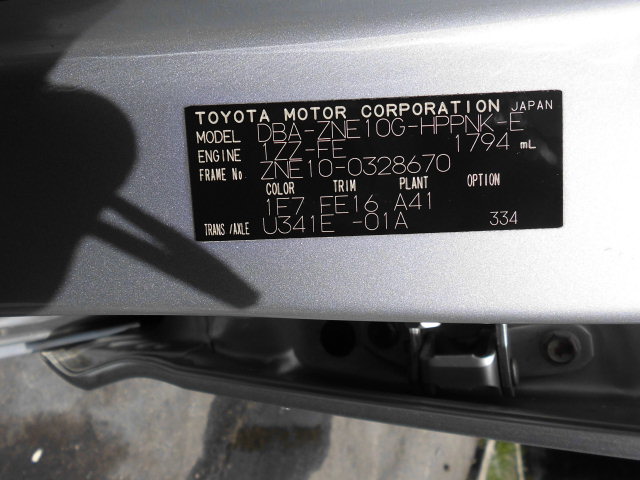 TOYOTA MOTOR CORPORATION JAPAN
MODEL DBA-ZNE10G-HPPNK-E
ENGINE 1ZZ-FE 1794 mL
FRAME No ZNE10-0328670
COLOR TRIM PLANT OPTION
1F7 FE16 A41
TRANS/AXLE U341E -01A 334